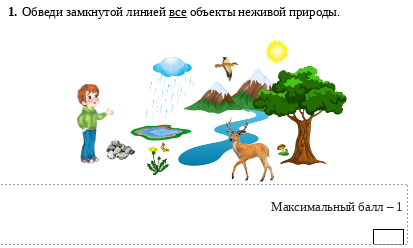 1. Обведи замкнутой линией все объекты неживой природы.
Максимальный балл – 1